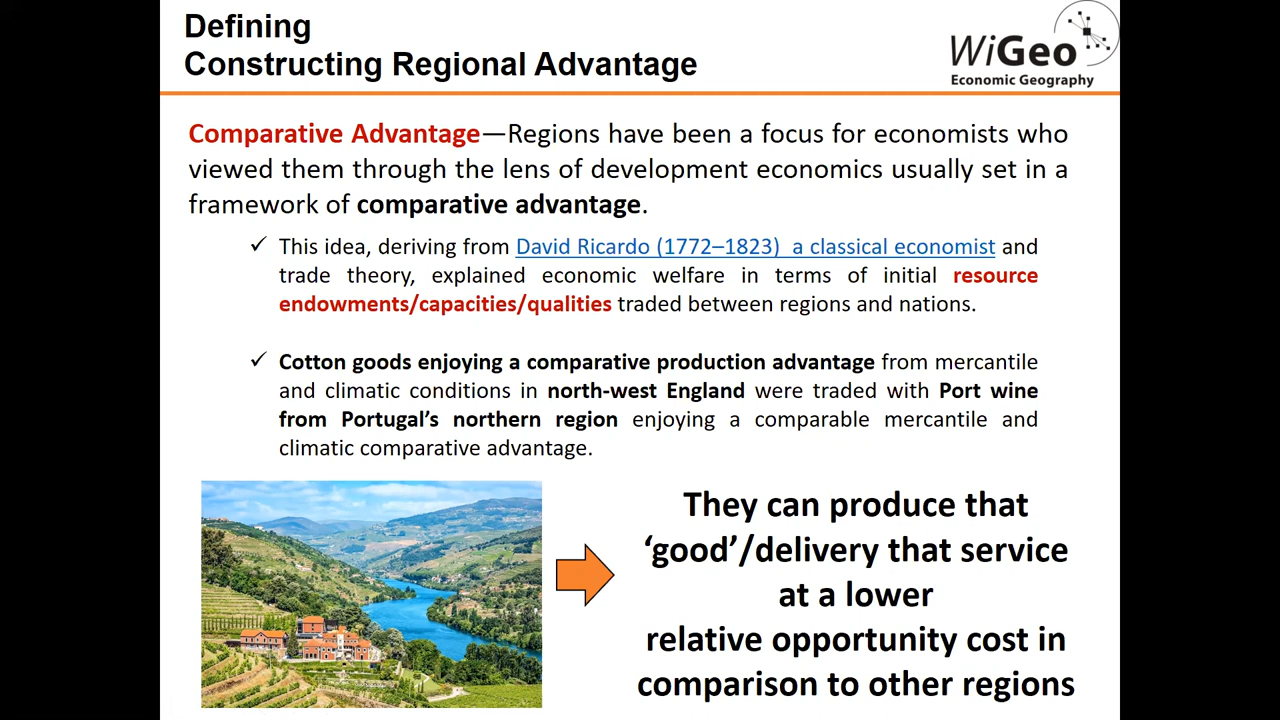 Defining
Constructing Regional Advantage
WiGeo
Economic Geography
Comparative Advantage—Regions have been a focus for economists who
viewed them through the lens of development economics usually set in a
framework of comparative advantage.
✓ This idea, deriving from David Ricardo (1772–1823) a classical economist and
trade theory, explained economic welfare in terms of initial resource
endowments/capacities/qualities traded between regions and nations.
✓ Cotton goods enjoying a comparative production advantage from mercantile
and climatic conditions in north-west England were traded with Port wine
from Portugal’s northern region enjoying a comparable mercantile and
climatic comparative advantage.
They can produce that
‘good’/delivery that service
at a lower
relative opportunity cost in
comparison to other regions